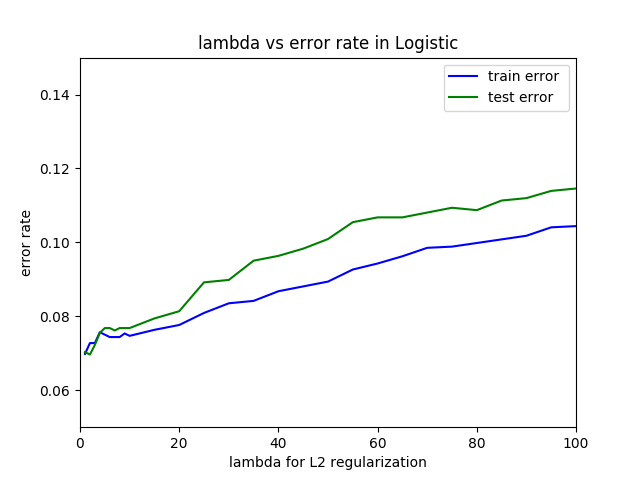 lambda vs error rate in Logistic
train error
test error
0.14
0.12
0.10
0.08
0.06
error rate
0 20 40 60 80 100
lambda for L2 regularization